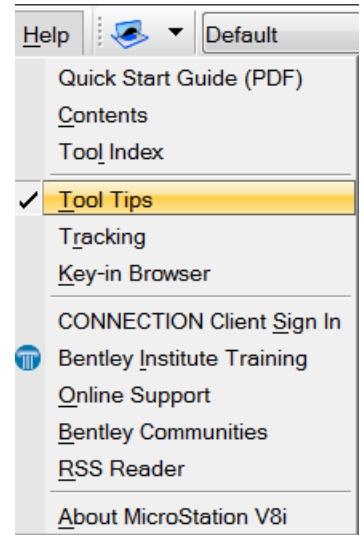 Help Default
Quick Start Guide (PDF)
Contents
Tool Index
Tool Tips
Tracking
Key-in Browser
CONNECTION Client Sign In
Bentley Institute Training
Online Support
Bentley Communities
RSS Reader
About MicroStation V8i